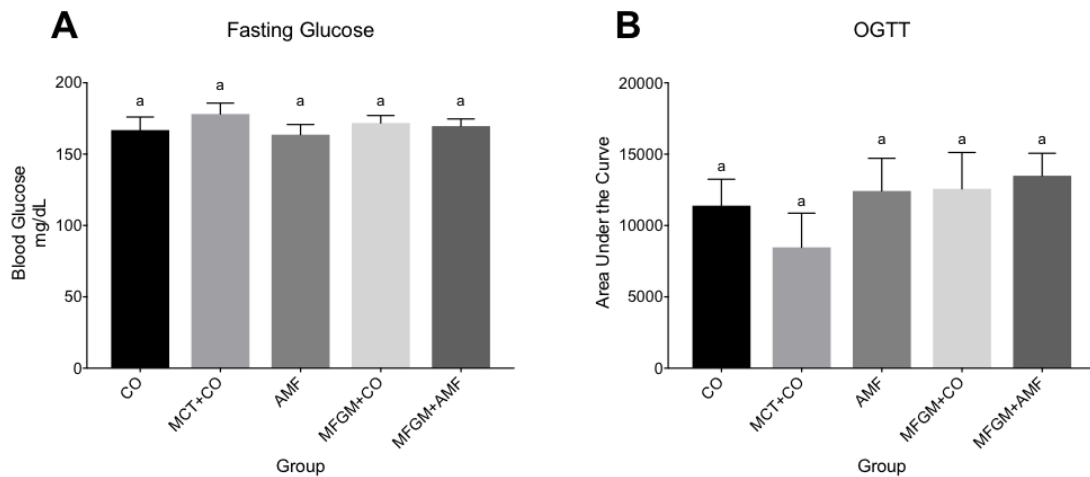 A
Fasting Glucose
Blood Glucose
mg/dL
200
150
100
50
0
a
a
a
a
a
CO
MCT+CO
AMF
MFGM+CO
MFGM+AMF
Group
B
OGTT
Area Under the Curve
20000
15000
10000
5000
0
a
a
a
a
a
CO
MCT+CO
AMF
MFGM+CO
MFGM+AMF
Group